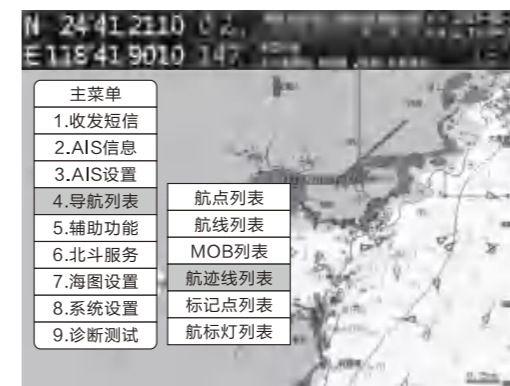 N 24 41.2110
E 118 41 9010 147
主菜单
1.收发短信
2.AIS信息
3.AIS设置
4.导航列表
5.辅助功能
6.北斗服务
7.海图设置
8.系统设置
9.诊断测试
航点列表
航线列表
MOB列表
航迹线列表
标记点列表
航标灯列表